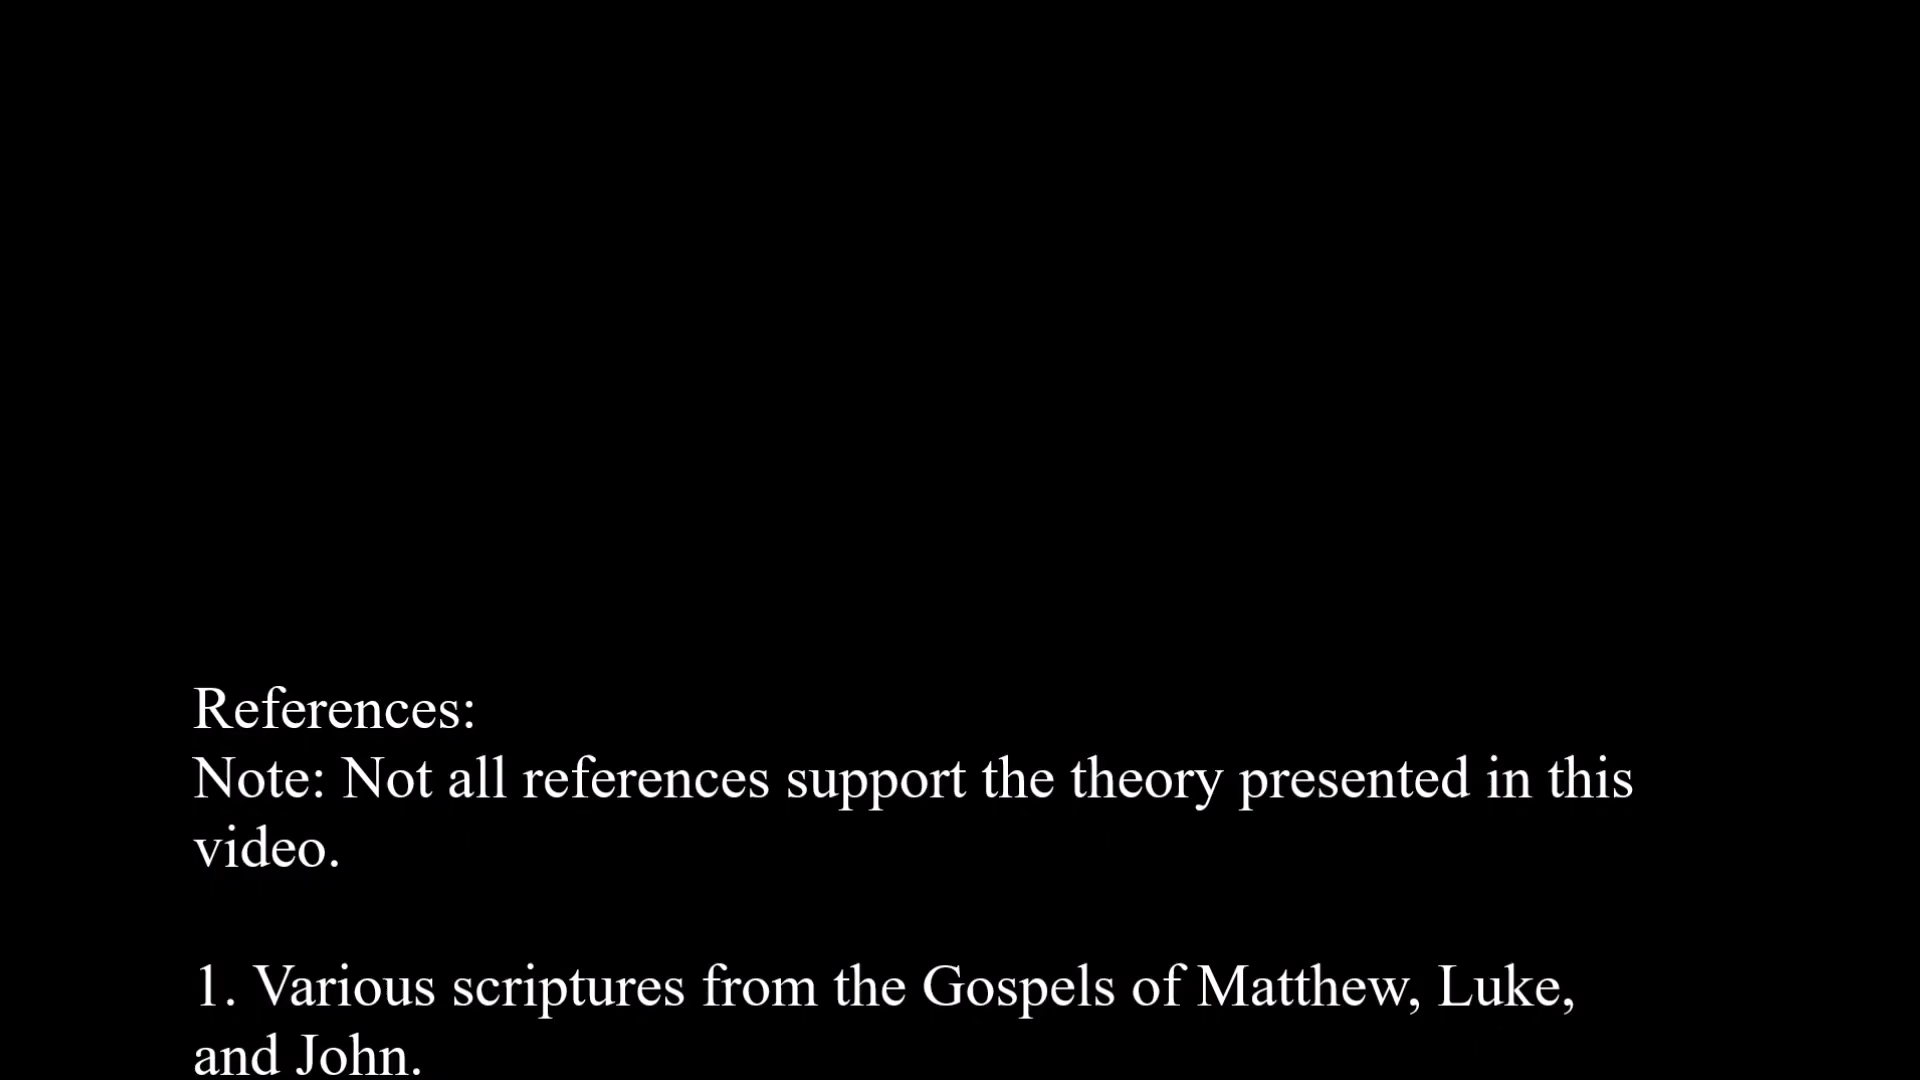 References:
Note: Not all references support the theory presented in this
video.
1. Various scriptures from the Gospels of Matthew, Luke,
and John.